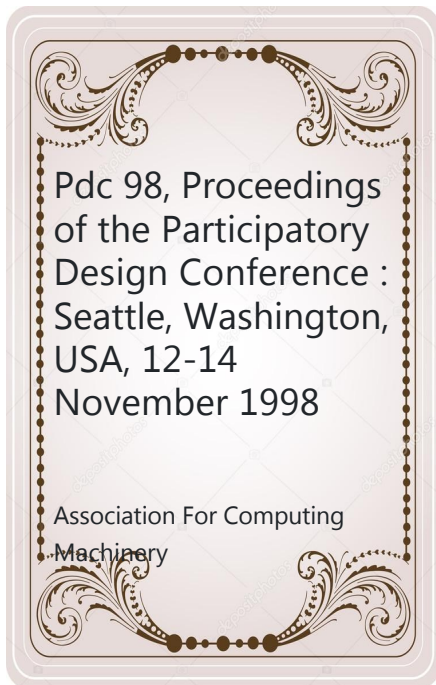 Pdc 98, Proceedings
of the Participatory
Design Conference :
Seattle, Washington,
USA, 12-14
November 1998
Association For Computing
Machinery